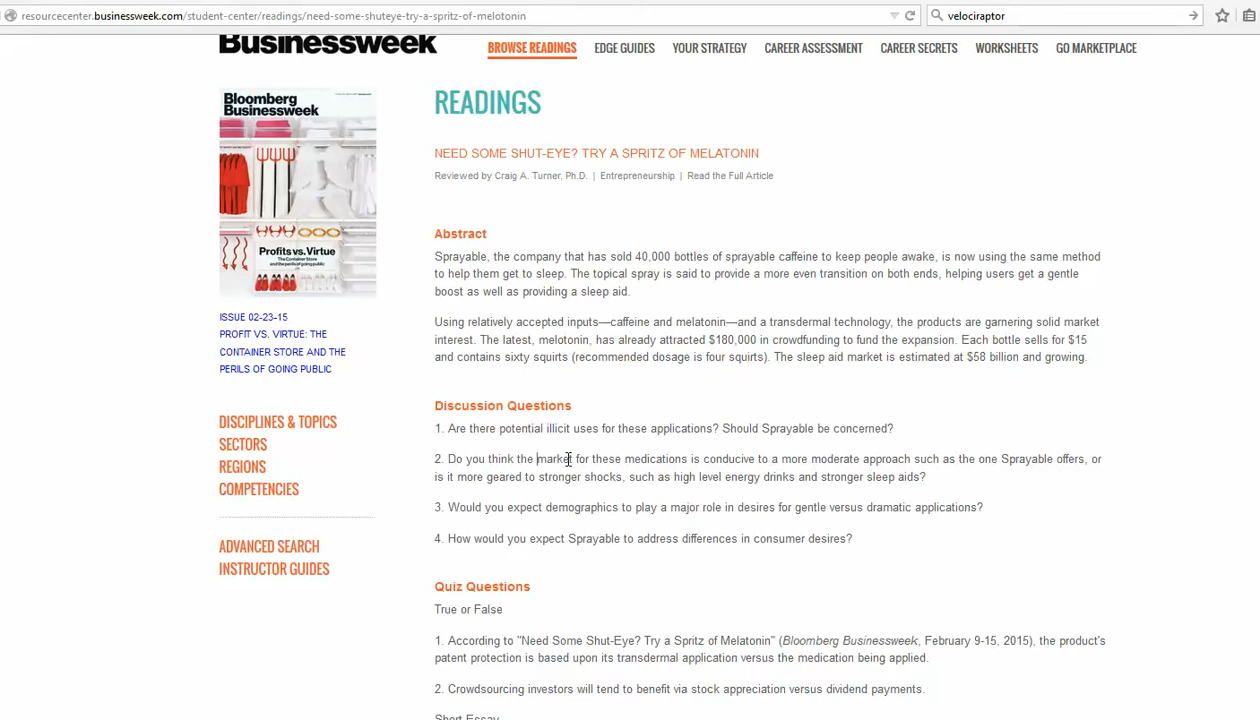 resourcecenter.businessweek.com/student-center/readings/need-some-shuteye-try-a-spritz-of-melatonin
velociraptor
Businessweek
BROWSE READINGS
EDGE GUIDES
YOUR STRATEGY
CAREER ASSESSMENT
CAREER SECRETS
WORKSHEETS
GO MARKETPLACE
Bloomberg
Businessweek
Profits vs. Virtue
The Container Store
and the perils of going public
ISSUE 02-23-15
PROFIT VS. VIRTUE: THE
CONTAINER STORE AND THE
PERILS OF GOING PUBLIC
DISCIPLINES & TOPICS
SECTORS
REGIONS
COMPETENCIES
ADVANCED SEARCH
INSTRUCTOR GUIDES
READINGS
NEED SOME SHUT-EYE? TRY A SPRITZ OF MELATONIN
Reviewed by Craig A. Turner, Ph.D. | Entrepreneurship | Read the Full Article
Abstract
Sprayable, the company that has sold 40,000 bottles of sprayable caffeine to keep people awake, is now using the same method
to help them get to sleep. The topical spray is said to provide a more even transition on both ends, helping users get a gentle
boost as well as providing a sleep aid.
Using relatively accepted inputs—caffeine and melatonin—and a transdermal technology, the products are garnering solid market
interest. The latest, melotonin, has already attracted $180,000 in crowdfunding to fund the expansion. Each bottle sells for $15
and contains sixty squirts (recommended dosage is four squirts). The sleep aid market is estimated at $58 billion and growing.
Discussion Questions
1. Are there potential illicit uses for these applications? Should Sprayable be concerned?
2. Do you think the market for these medications is conducive to a more moderate approach such as the one Sprayable offers, or
is it more geared to stronger shocks, such as high level energy drinks and stronger sleep aids?
3. Would you expect demographics to play a major role in desires for gentle versus dramatic applications?
4. How would you expect Sprayable to address differences in consumer desires?
Quiz Questions
True or False
1. According to "Need Some Shut-Eye? Try a Spritz of Melatonin" (Bloomberg Businessweek, February 9-15, 2015), the product's
patent protection is based upon its transdermal application versus the medication being applied.
2. Crowdsourcing investors will tend to benefit via stock appreciation versus dividend payments.
Short Essay